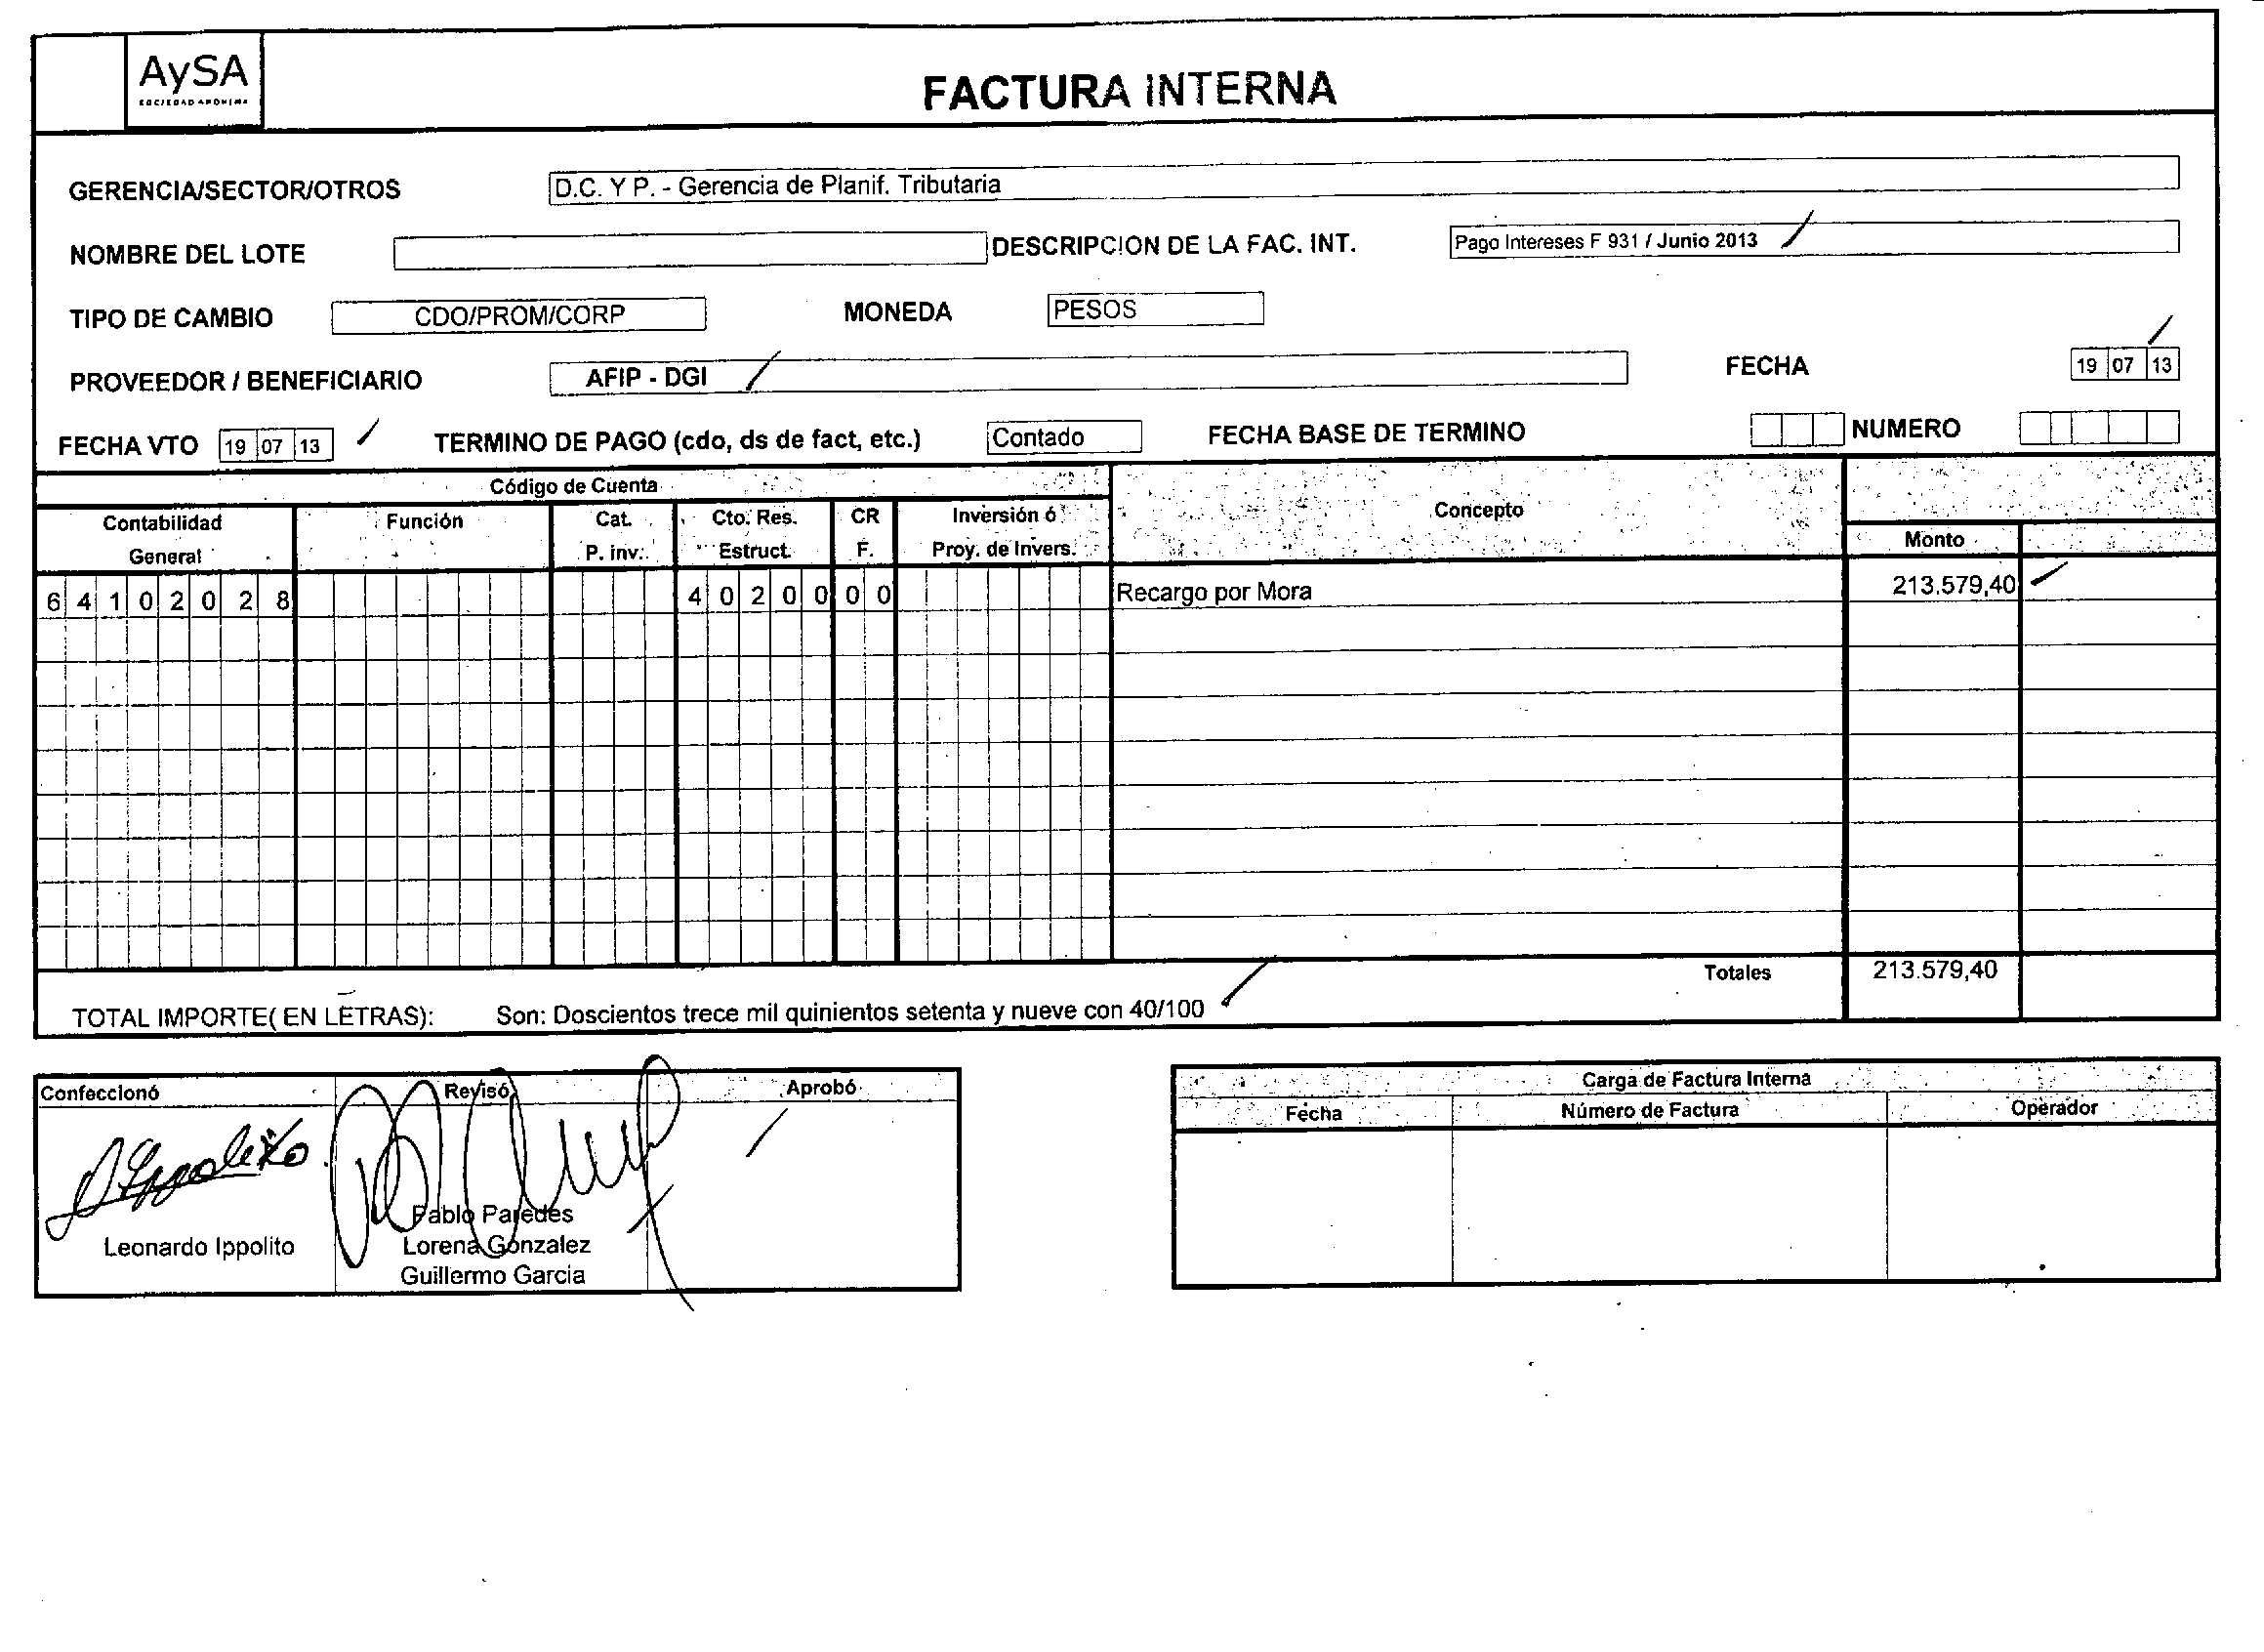 AySA
SOCIEDAD ANONIMA
FACTURA INTERNA
GERENCIA/SECTOR/OTROS D.C. Y P. - Gerencia de Planif. Tributaria
NOMBRE DEL LOTE DESCRIPCION DE LA FAC. INT. Pago Intereses F 931 / Junio 2013
TIPO DE CAMBIO CDO/PROM/CORP MONEDA PESOS
PROVEEDOR / BENEFICIARIO AFIP - DGI FECHA 19 07 13
FECHA VTO 19 07 13 TERMINO DE PAGO (cdo, ds de fact, etc.) Contado FECHA BASE DE TERMINO NUMERO
Código de Cuenta Concepto
Contabilidad Función Cat. Cto. Res. CR Inversión ó Monto
General P. inv. Estruct. F. Proy. de Invers.
6 4 1 0 2 0 2 8 4 0 2 0 0 0 0 Recargo por Mora 213.579,40
Totales 213.579,40
TOTAL IMPORTE( EN LETRAS): Son: Doscientos trece mil quinientos setenta y nueve con 40/100
Confeccionó Revisó Aprobó
Ippolito
Pablo Paredes
Leonardo Ippolito Lorena Gonzalez
Guillermo Garcia
Carga de Factura Interna
Fecha Número de Factura Operador